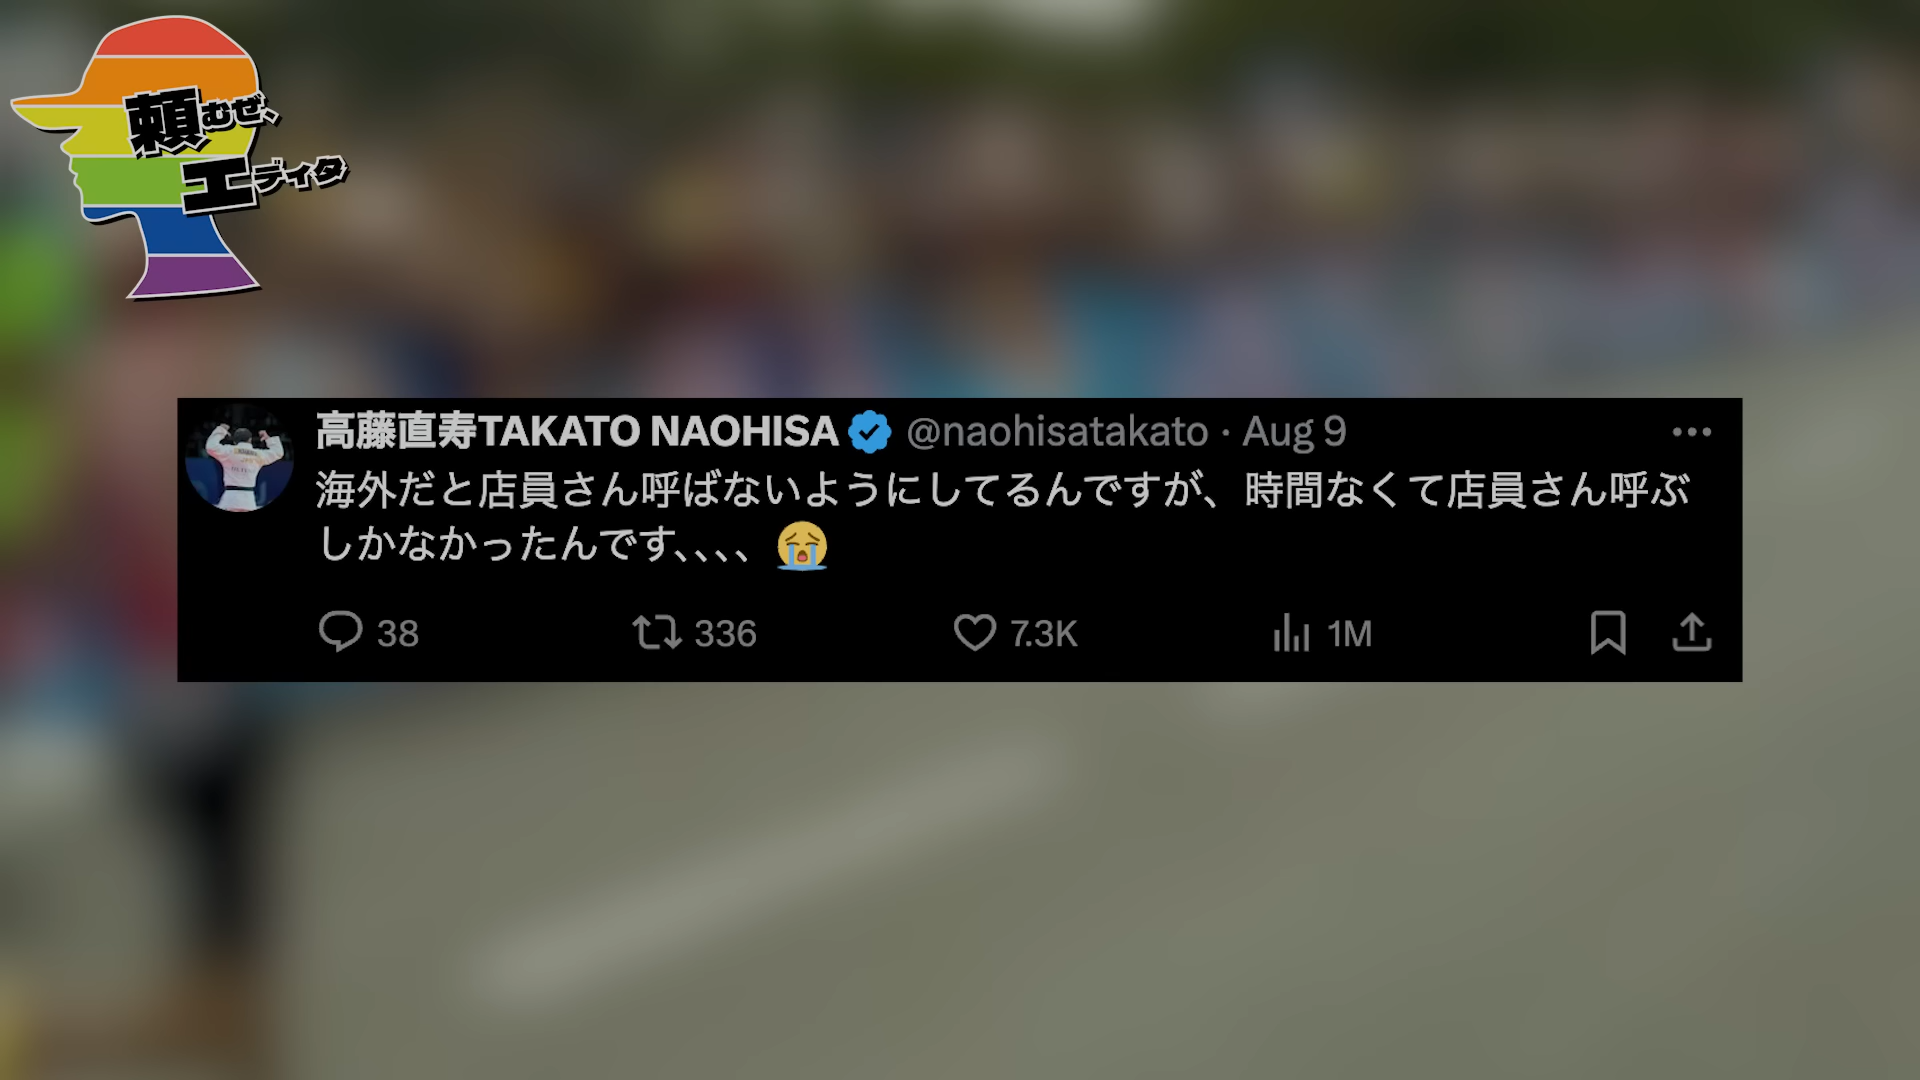 頼むぜ、
エディタ
高藤直寿TAKATO NAOHISA @naohisatakato · Aug 9
海外だと店員さん呼ばないようにしてるんですが、時間なくて店員さん呼ぶ
しかなかったんです、、、、😭
38 336 7.3K 1M